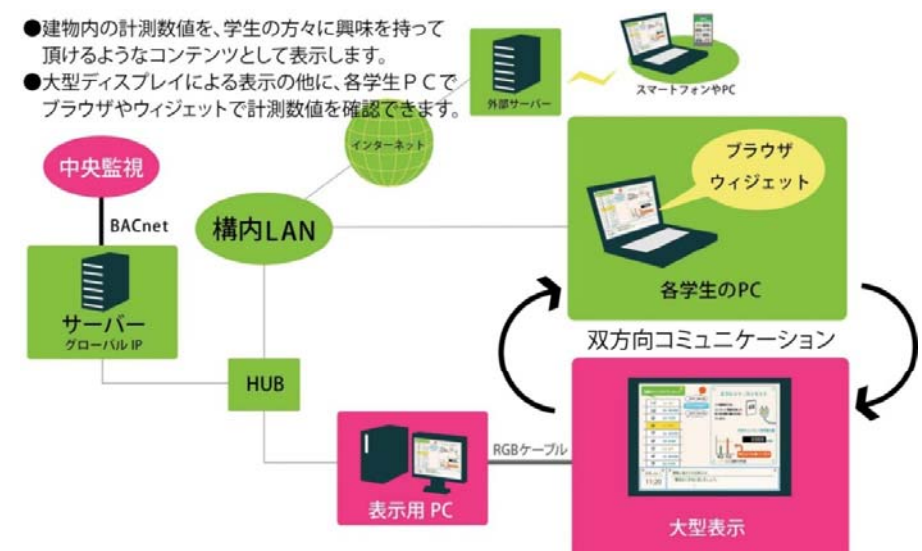 ●建物内の計測数値を、学生の方々に興味を持って
頂けるようなコンテンツとして表示します。
●大型ディスプレイによる表示の他に、各学生ＰＣで
ブラウザやウィジェットで計測数値を確認できます。
外部サーバー
スマートフォンやPC
インターネット
中央監視
BACnet
構内LAN
ブラウザ
ウィジェット
各学生のPC
サーバー
グローバル IP
双方向コミュニケーション
HUB
RGBケーブル
表示用 PC
11:20
大型表示